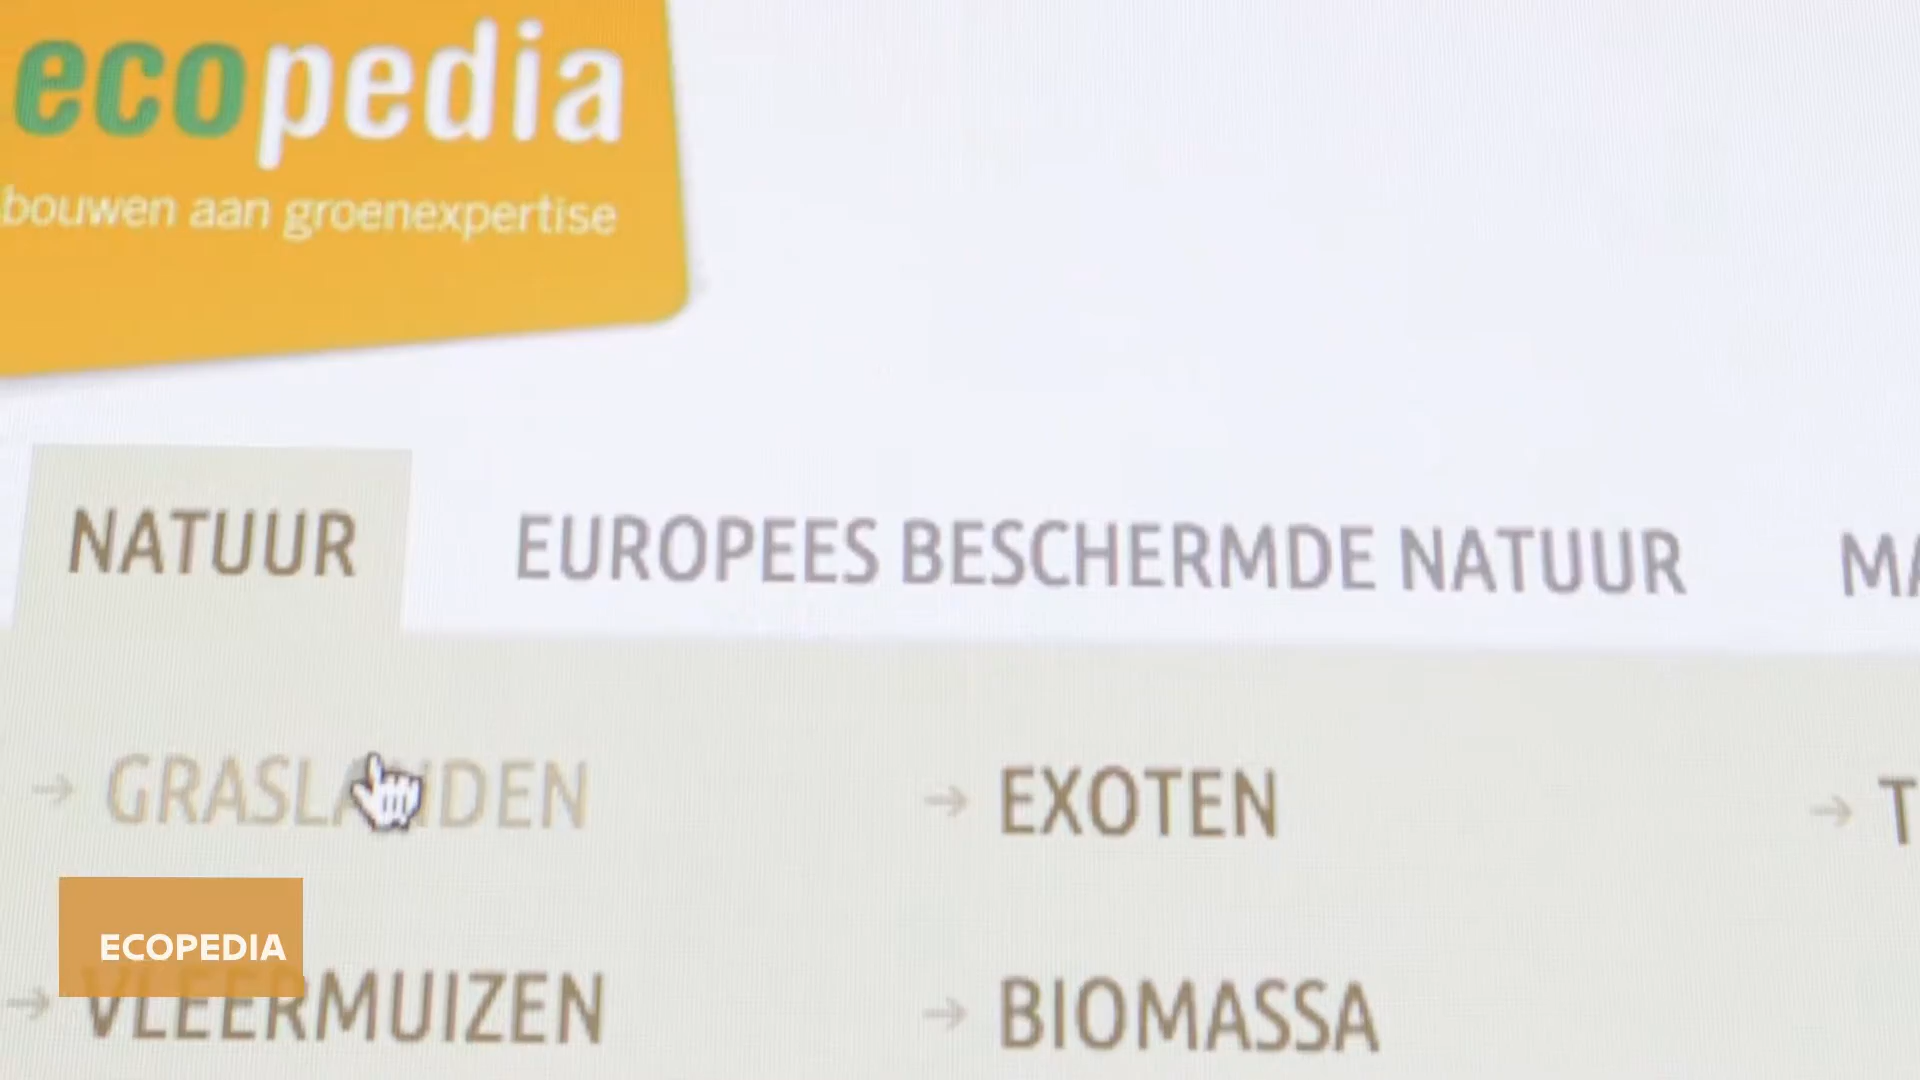 ecopedia
bouwen aan groenexpertise
NATUUR
EUROPEES BESCHERMDE NATUUR
GRASLANDEN
EXOTEN
ECOPEDIA
VLEERMUIZEN
BIOMASSA